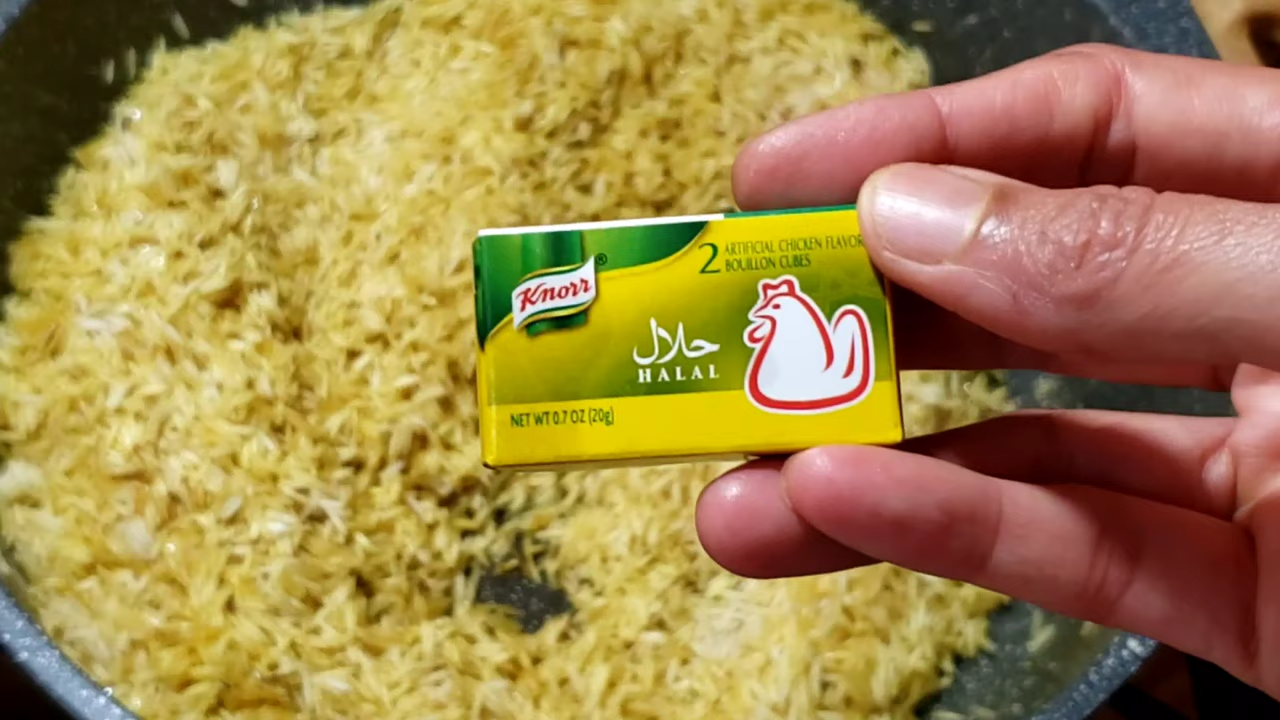 Knorr®
2 ARTIFICIAL CHICKEN FLAVOR
BOUILLON CUBES
حلال
HALAL
NET WT 0.7 OZ (20g)